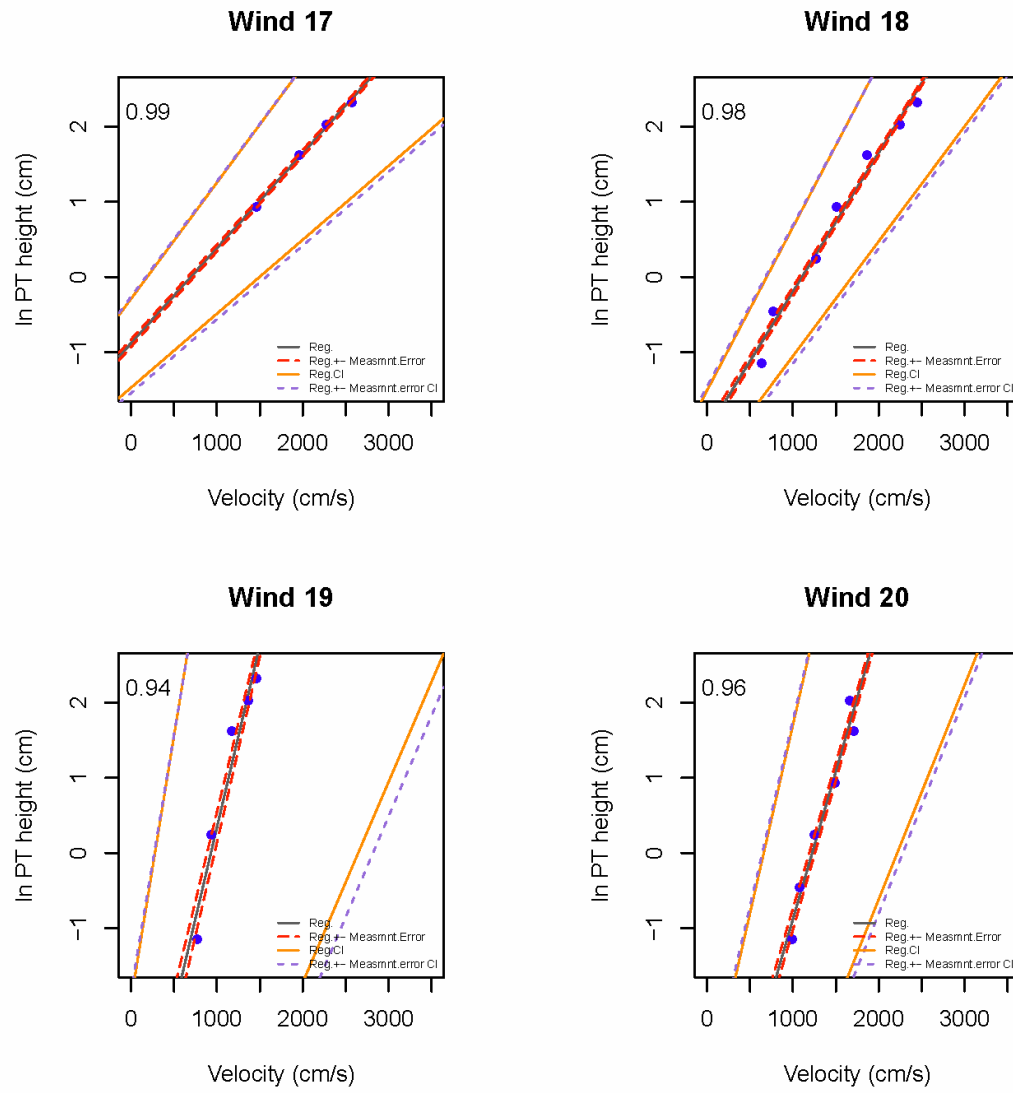 Wind 17
0.99
ln PT height (cm)
2
1
0
−1
Reg.
Reg.+− Measmnt.Error
Reg.CI
Reg.+− Measmnt.error CI
0 1000 2000 3000
Velocity (cm/s)
Wind 18
0.98
ln PT height (cm)
2
1
0
−1
Reg.
Reg.+− Measmnt.Error
Reg.CI
Reg.+− Measmnt.error CI
0 1000 2000 3000
Velocity (cm/s)
Wind 19
0.94
ln PT height (cm)
2
1
0
−1
Reg.
Reg.+− Measmnt.Error
Reg.CI
Reg.+− Measmnt.error CI
0 1000 2000 3000
Velocity (cm/s)
Wind 20
0.96
ln PT height (cm)
2
1
0
−1
Reg.
Reg.+− Measmnt.Error
Reg.CI
Reg.+− Measmnt.error CI
0 1000 2000 3000
Velocity (cm/s)